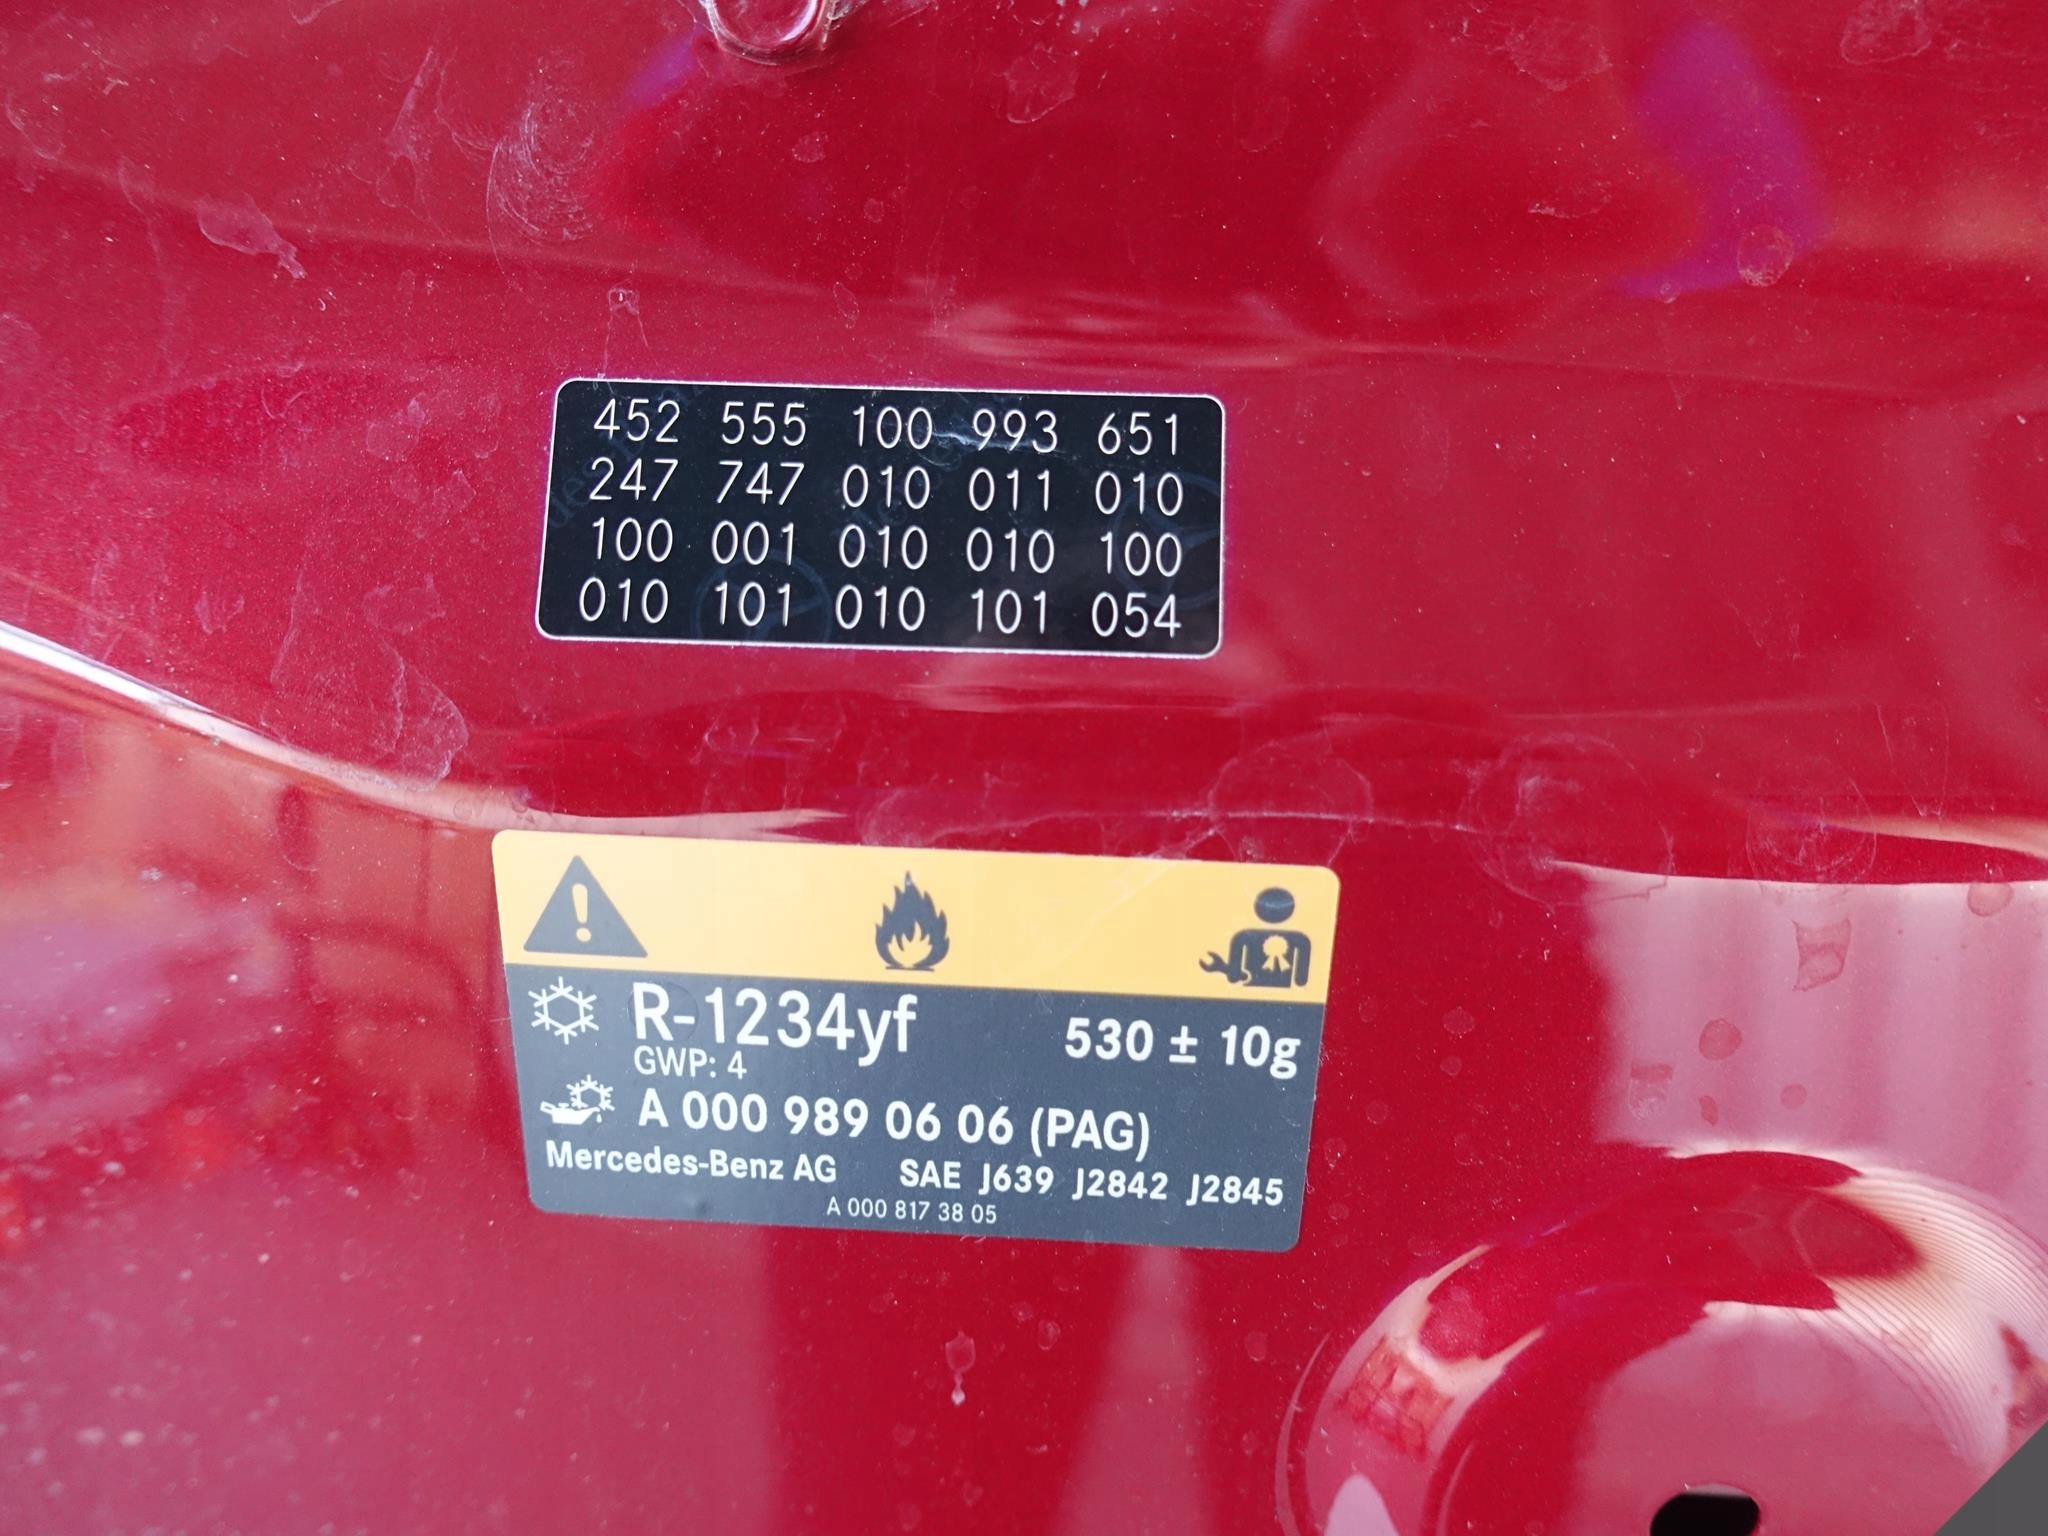 452 555 100 993 651
247 747 010 011 010
100 001 010 010 100
010 101 010 101 054
R-1234yf 530 ± 10g
GWP: 4
A 000 989 06 06 (PAG)
Mercedes-Benz AG SAE J639 J2842 J2845
A 000 817 38 05